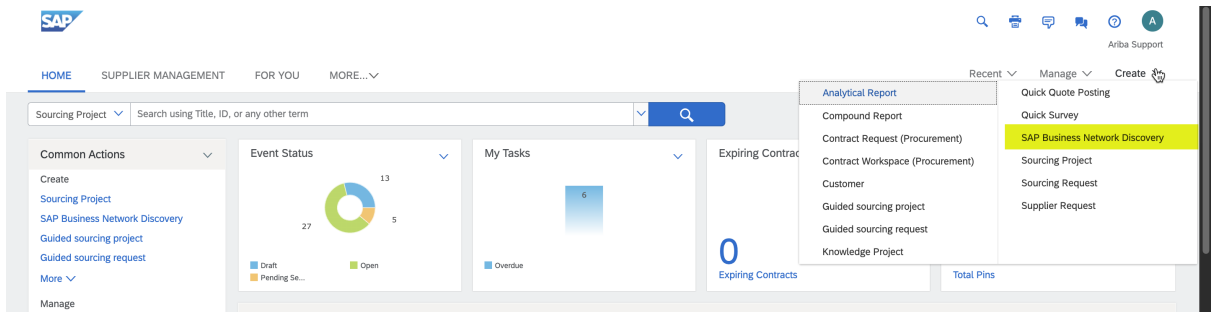 SAP
A
Ariba Support
HOME SUPPLIER MANAGEMENT FOR YOU MORE...
Recent Manage Create
Sourcing Project Search using Title, ID, or any other term
Analytical Report
Compound Report
Contract Request (Procurement)
Contract Workspace (Procurement)
Customer
Guided sourcing project
Guided sourcing request
Knowledge Project
Quick Quote Posting
Quick Survey
SAP Business Network Discovery
Sourcing Project
Sourcing Request
Supplier Request
Common Actions
Create
Sourcing Project
SAP Business Network Discovery
Guided sourcing project
Guided sourcing request
More
Manage
Event Status
13
5
27
Draft Open
Pending Se...
My Tasks
6
Overdue
Expiring Contrac
0
Expiring Contracts
Total Pins